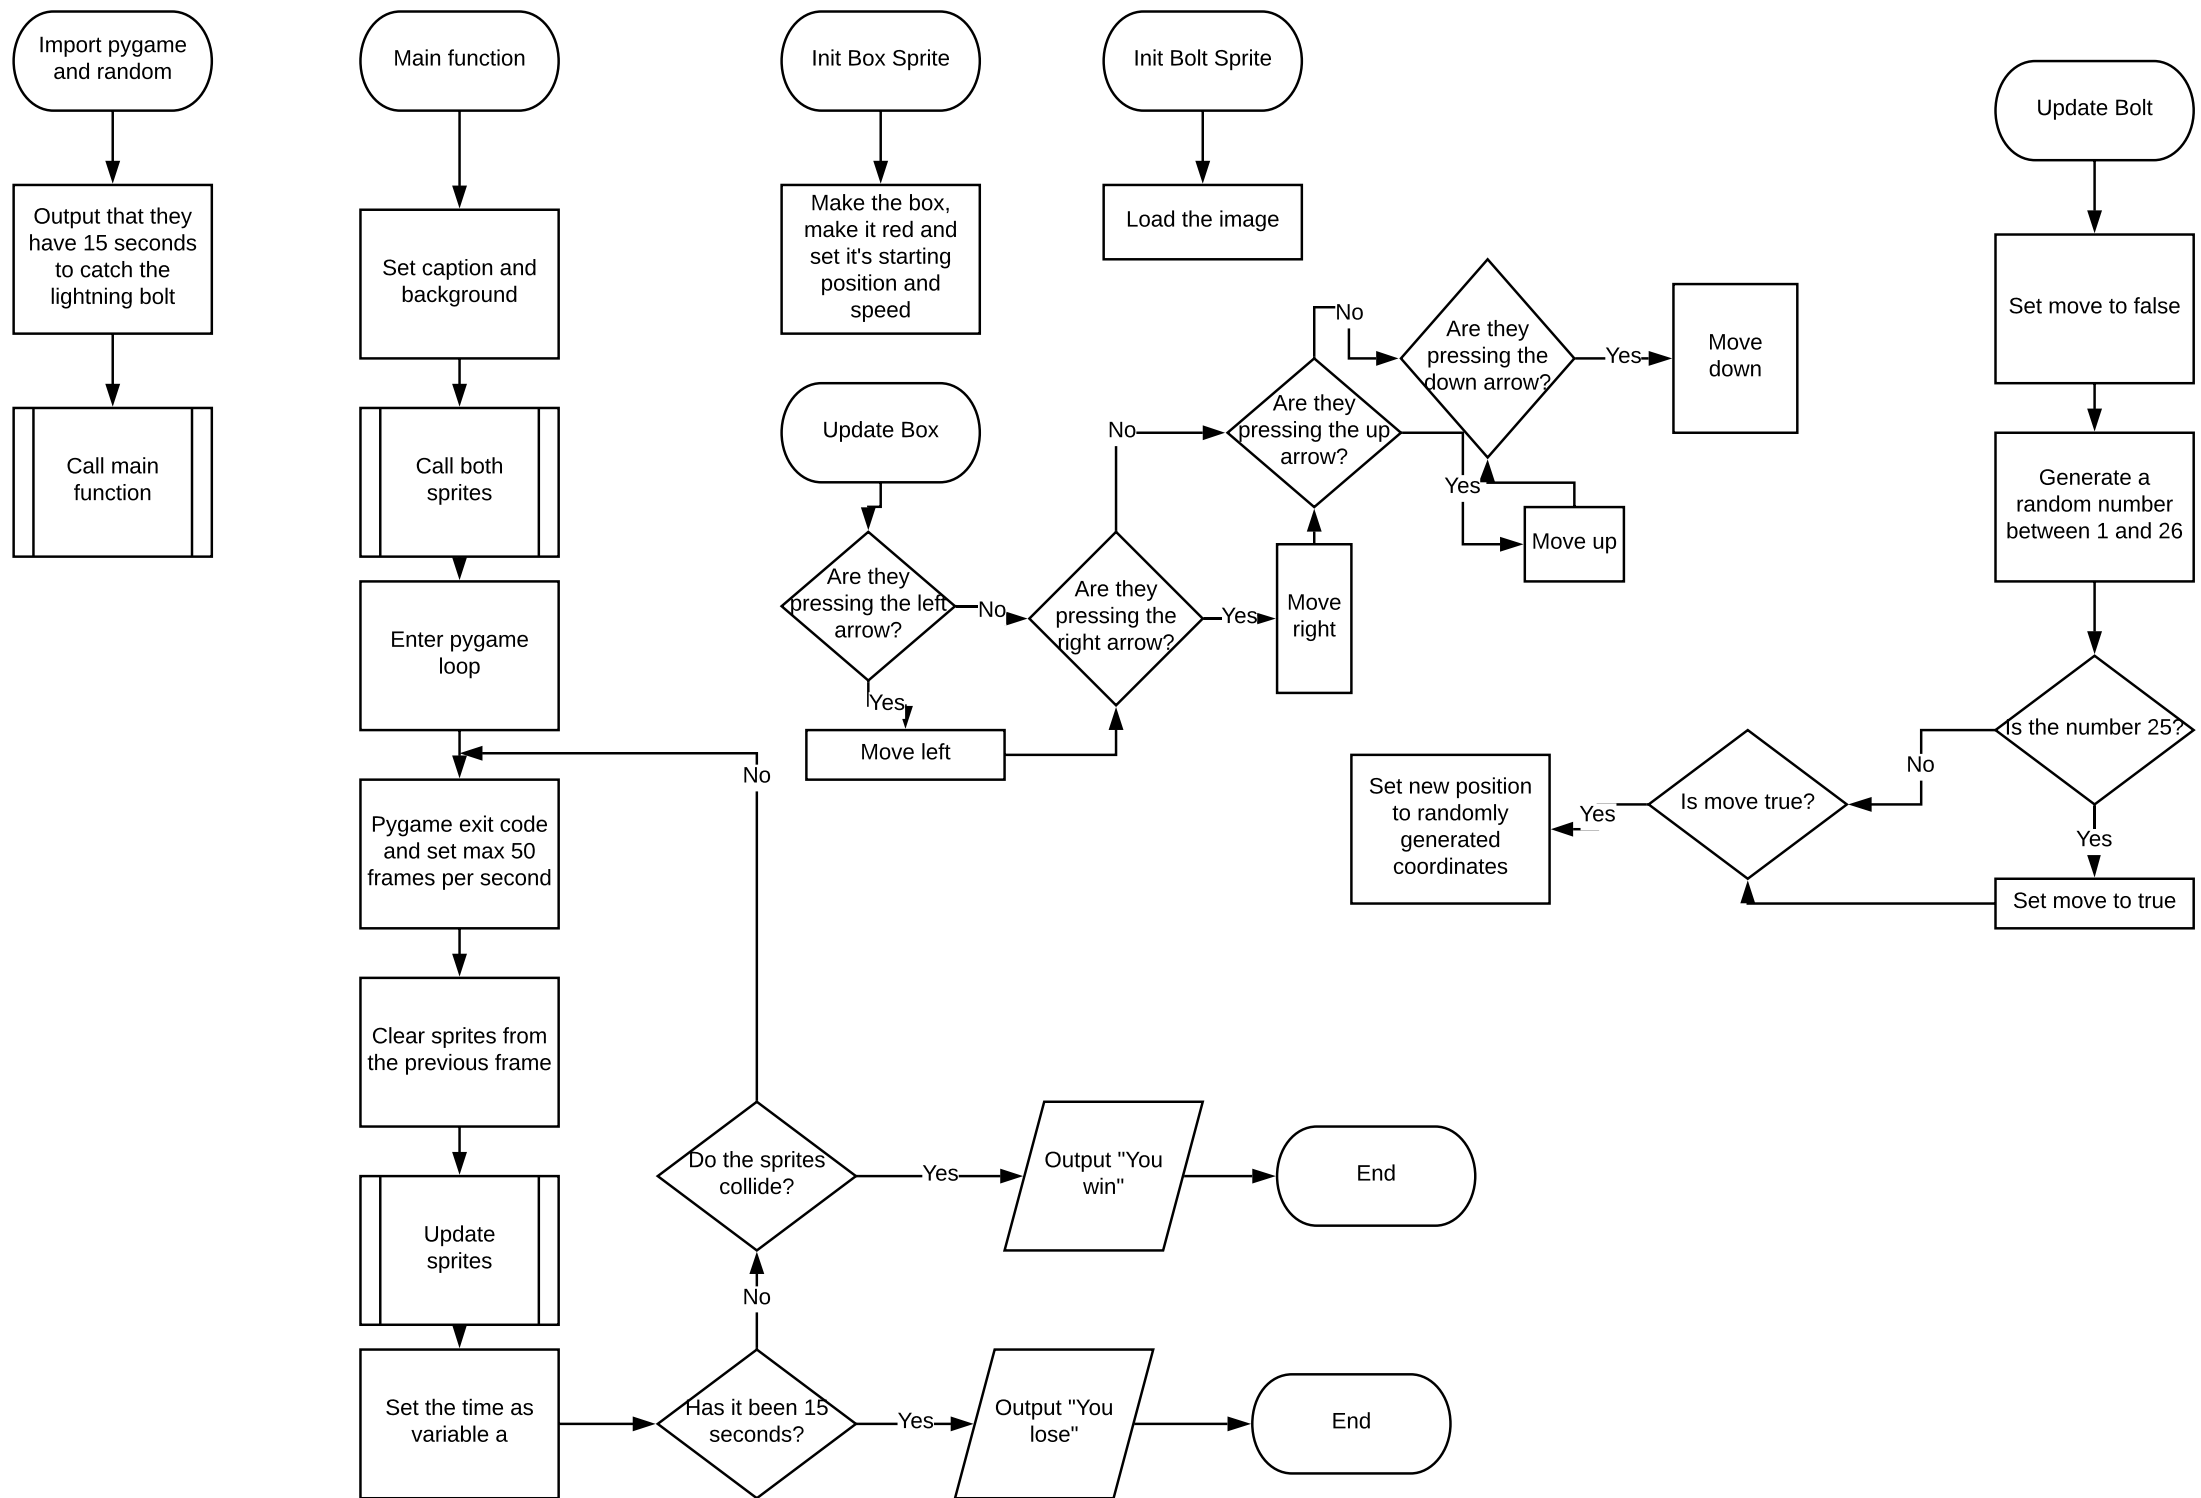 Import pygame
and random
Output that they
have 15 seconds
to catch the
lightning bolt
Call main
function
Main function
Set caption and
background
Call both
sprites
Enter pygame
loop
Pygame exit code
and set max 50
frames per second
Clear sprites from
the previous frame
Update
sprites
Set the time as
variable a
Has it been 15
seconds?
Yes
Output "You
lose"
End
No
Do the sprites
collide?
Yes
Output "You
win"
End
No
Init Box Sprite
Make the box,
make it red and
set it's starting
position and
speed
Init Bolt Sprite
Load the image
Update Box
Are they
pressing the left
arrow?
Yes
Move left
No
Are they
pressing the
right arrow?
Yes
Move
right
No
Are they
pressing the up
arrow?
Yes
Move up
No
Are they
pressing the
down arrow?
Yes
Move
down
Update Bolt
Set move to false
Generate a
random number
between 1 and 26
Is the number 25?
Yes
Set move to true
No
Is move true?
Yes
Set new position
to randomly
generated
coordinates